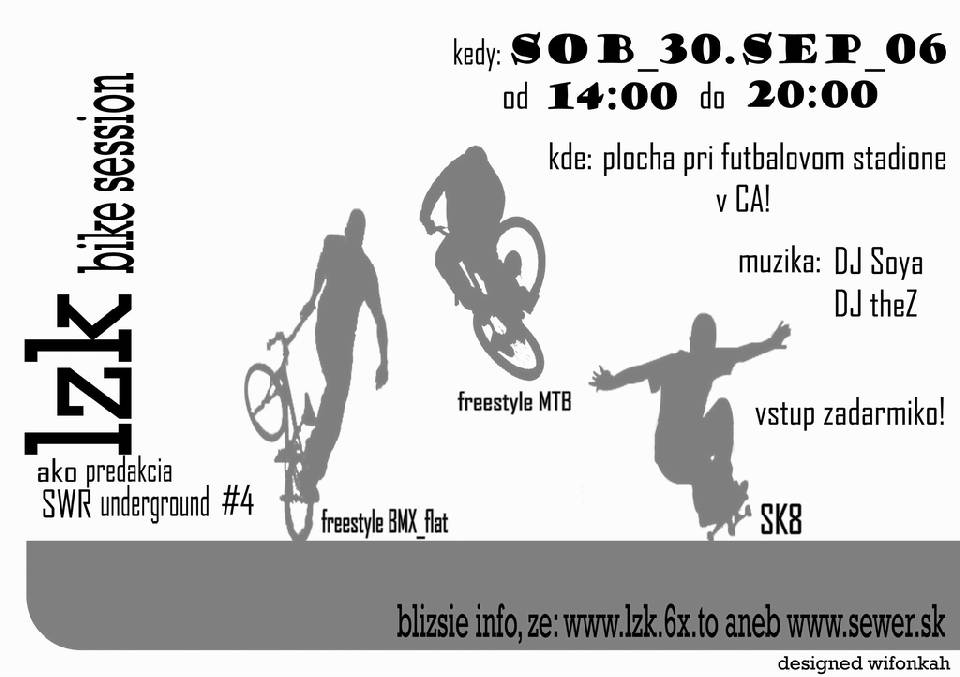 kedy: SOB_30.SEP_06
od 14:00 do 20:00
kde: plocha pri futbalovom stadione
v CA!
muzika: DJ Soya
DJ theZ
vstup zadarmiko!
lzk bike session
ako predakcia
SWR underground #4
freestyle BMX_flat
freestyle MTB
SK8
blizsie info, ze: www.lzk.6x.to aneb www.sewer.sk
designed wifonkah